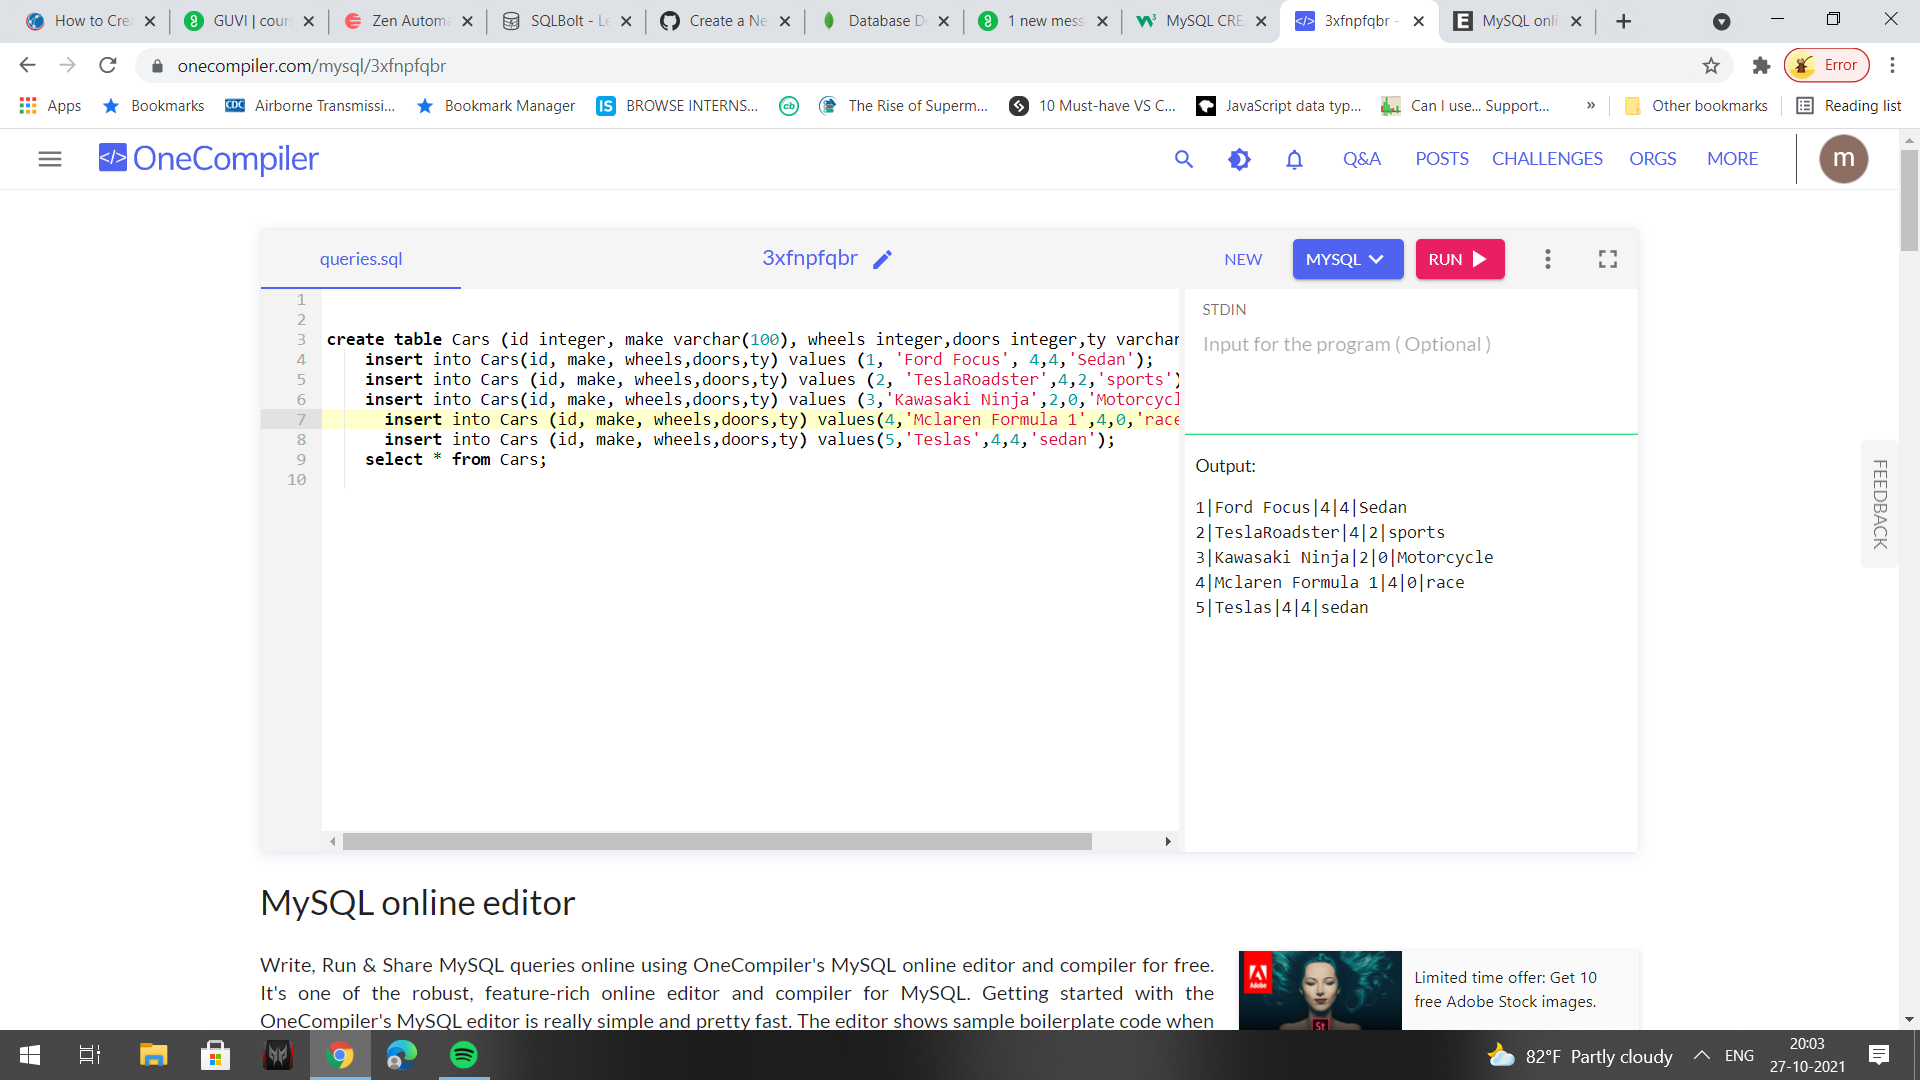 How to Cre
GUVI | cour
Zen Automa
SQLBolt - Le
Create a Ne
Database De
1 new mess
MySQL CRE
3xfnpfqbr -
MySQL onli
onecompiler.com/mysql/3xfnpfqbr
Error
Apps
Bookmarks
CDC
Airborne Transmissi...
Bookmark Manager
IS
BROWSE INTERNS...
cb
The Rise of Superm...
10 Must-have VS C...
JavaScript data typ...
Can I use... Support...
»
Other bookmarks
Reading list
</> OneCompiler
Q&A
POSTS
CHALLENGES
ORGS
MORE
m
queries.sql
3xfnpfqbr
NEW
MYSQL
RUN
1
2
3 create table Cars (id integer, make varchar(100), wheels integer,doors integer,ty varchar
4 insert into Cars(id, make, wheels,doors,ty) values (1, 'Ford Focus', 4,4,'Sedan');
5 insert into Cars (id, make, wheels,doors,ty) values (2, 'TeslaRoadster',4,2,'sports')
6 insert into Cars(id, make, wheels,doors,ty) values (3,'Kawasaki Ninja',2,0,'Motorcycl
7 insert into Cars (id, make, wheels,doors,ty) values(4,'Mclaren Formula 1',4,0,'race
8 insert into Cars (id, make, wheels,doors,ty) values(5,'Teslas',4,4,'sedan');
9 select * from Cars;
10
STDIN
Input for the program ( Optional )
Output:
1|Ford Focus|4|4|Sedan
2|TeslaRoadster|4|2|sports
3|Kawasaki Ninja|2|0|Motorcycle
4|Mclaren Formula 1|4|0|race
5|Teslas|4|4|sedan
FEEDBACK
MySQL online editor
Write, Run & Share MySQL queries online using OneCompiler's MySQL online editor and compiler for free.
It's one of the robust, feature-rich online editor and compiler for MySQL. Getting started with the
OneCompiler's MySQL editor is really simple and pretty fast. The editor shows sample boilerplate code when
Adobe
St
Limited time offer: Get 10
free Adobe Stock images.
82°F Partly cloudy
ENG
20:03
27-10-2021